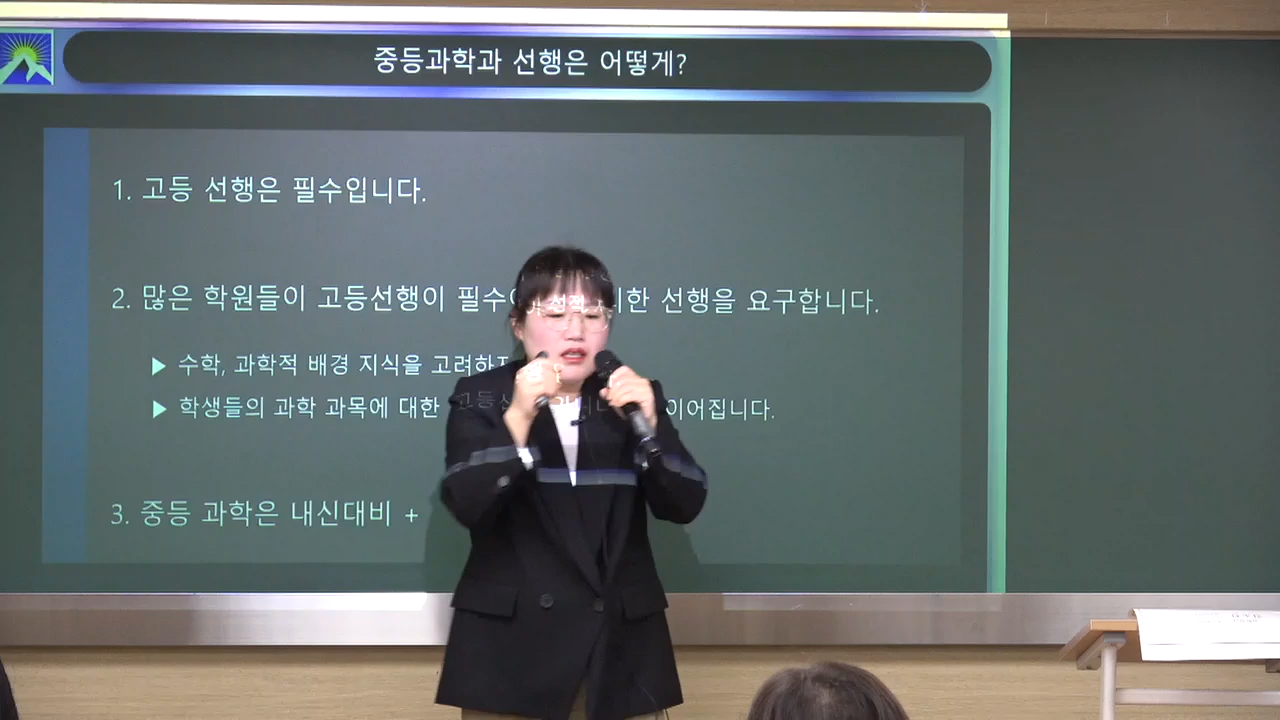 중등과학과 선행은 어떻게?
1. 고등 선행은 필수입니다.
2. 많은 학원들이 고등선행이 필수 한 선행을 요구합니다.
▶ 수학, 과학적 배경 지식을 고려하지
▶ 학생들의 과학 과목에 대한 이어집니다.
3. 중등 과학은 내신대비 +